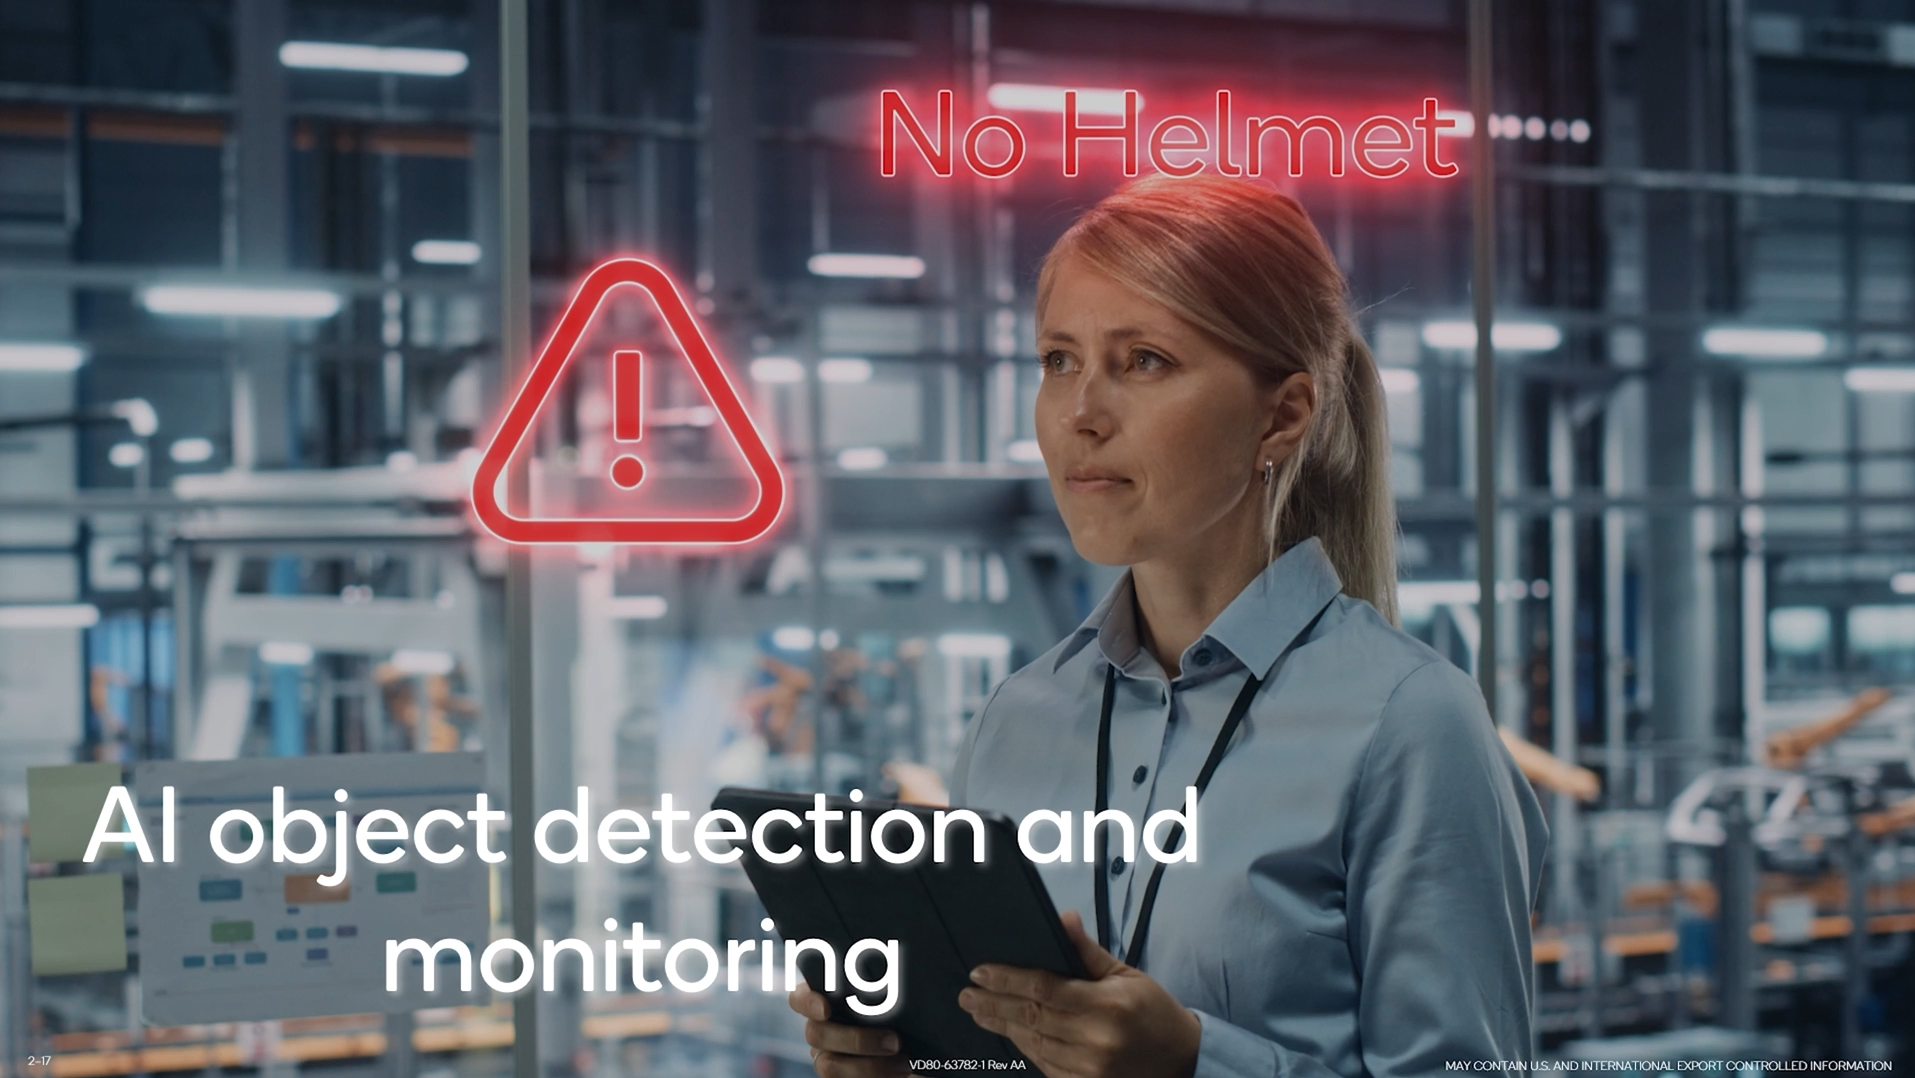 No Helmet
AI object detection and
monitoring
2-17
VD80-63782-1 Rev AA
MAY CONTAIN U.S. AND INTERNATIONAL EXPORT CONTROLLED INFORMATION